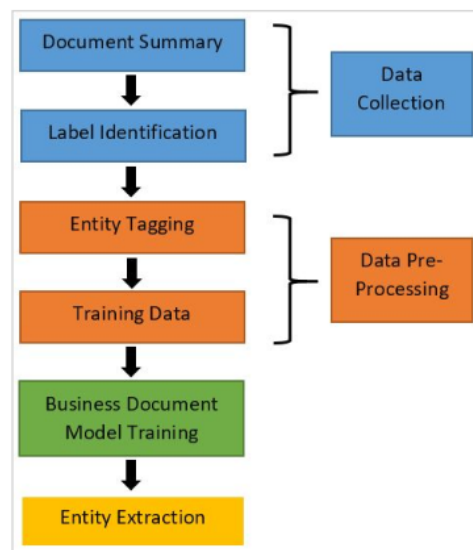 Document Summary
Label Identification
Data
Collection
Entity Tagging
Training Data
Data Pre-
Processing
Business Document
Model Training
Entity Extraction